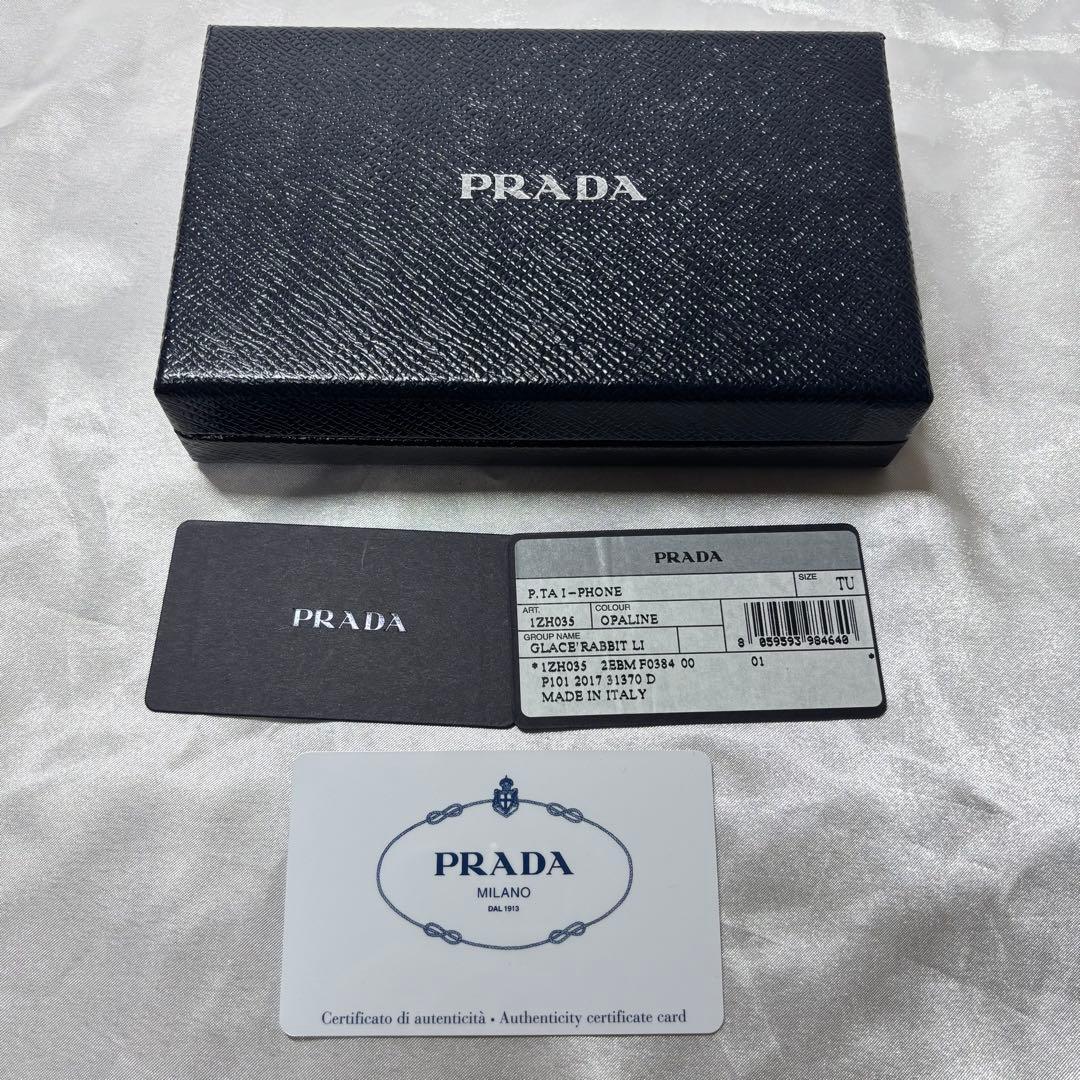 PRADA
PRADA
PRADA
P.TA I-PHONE
SIZE
TU
ART.
1ZH035
COLOUR
OPALINE
GROUP NAME
GLACE'RABBIT LI
8 059593 984640
*1ZH035 2EBM F0384 00 01 *
P101 2017 31370 D
MADE IN ITALY
PRADA
MILANO
DAL 1913
Certificato di autenticità • Authenticity certificate card